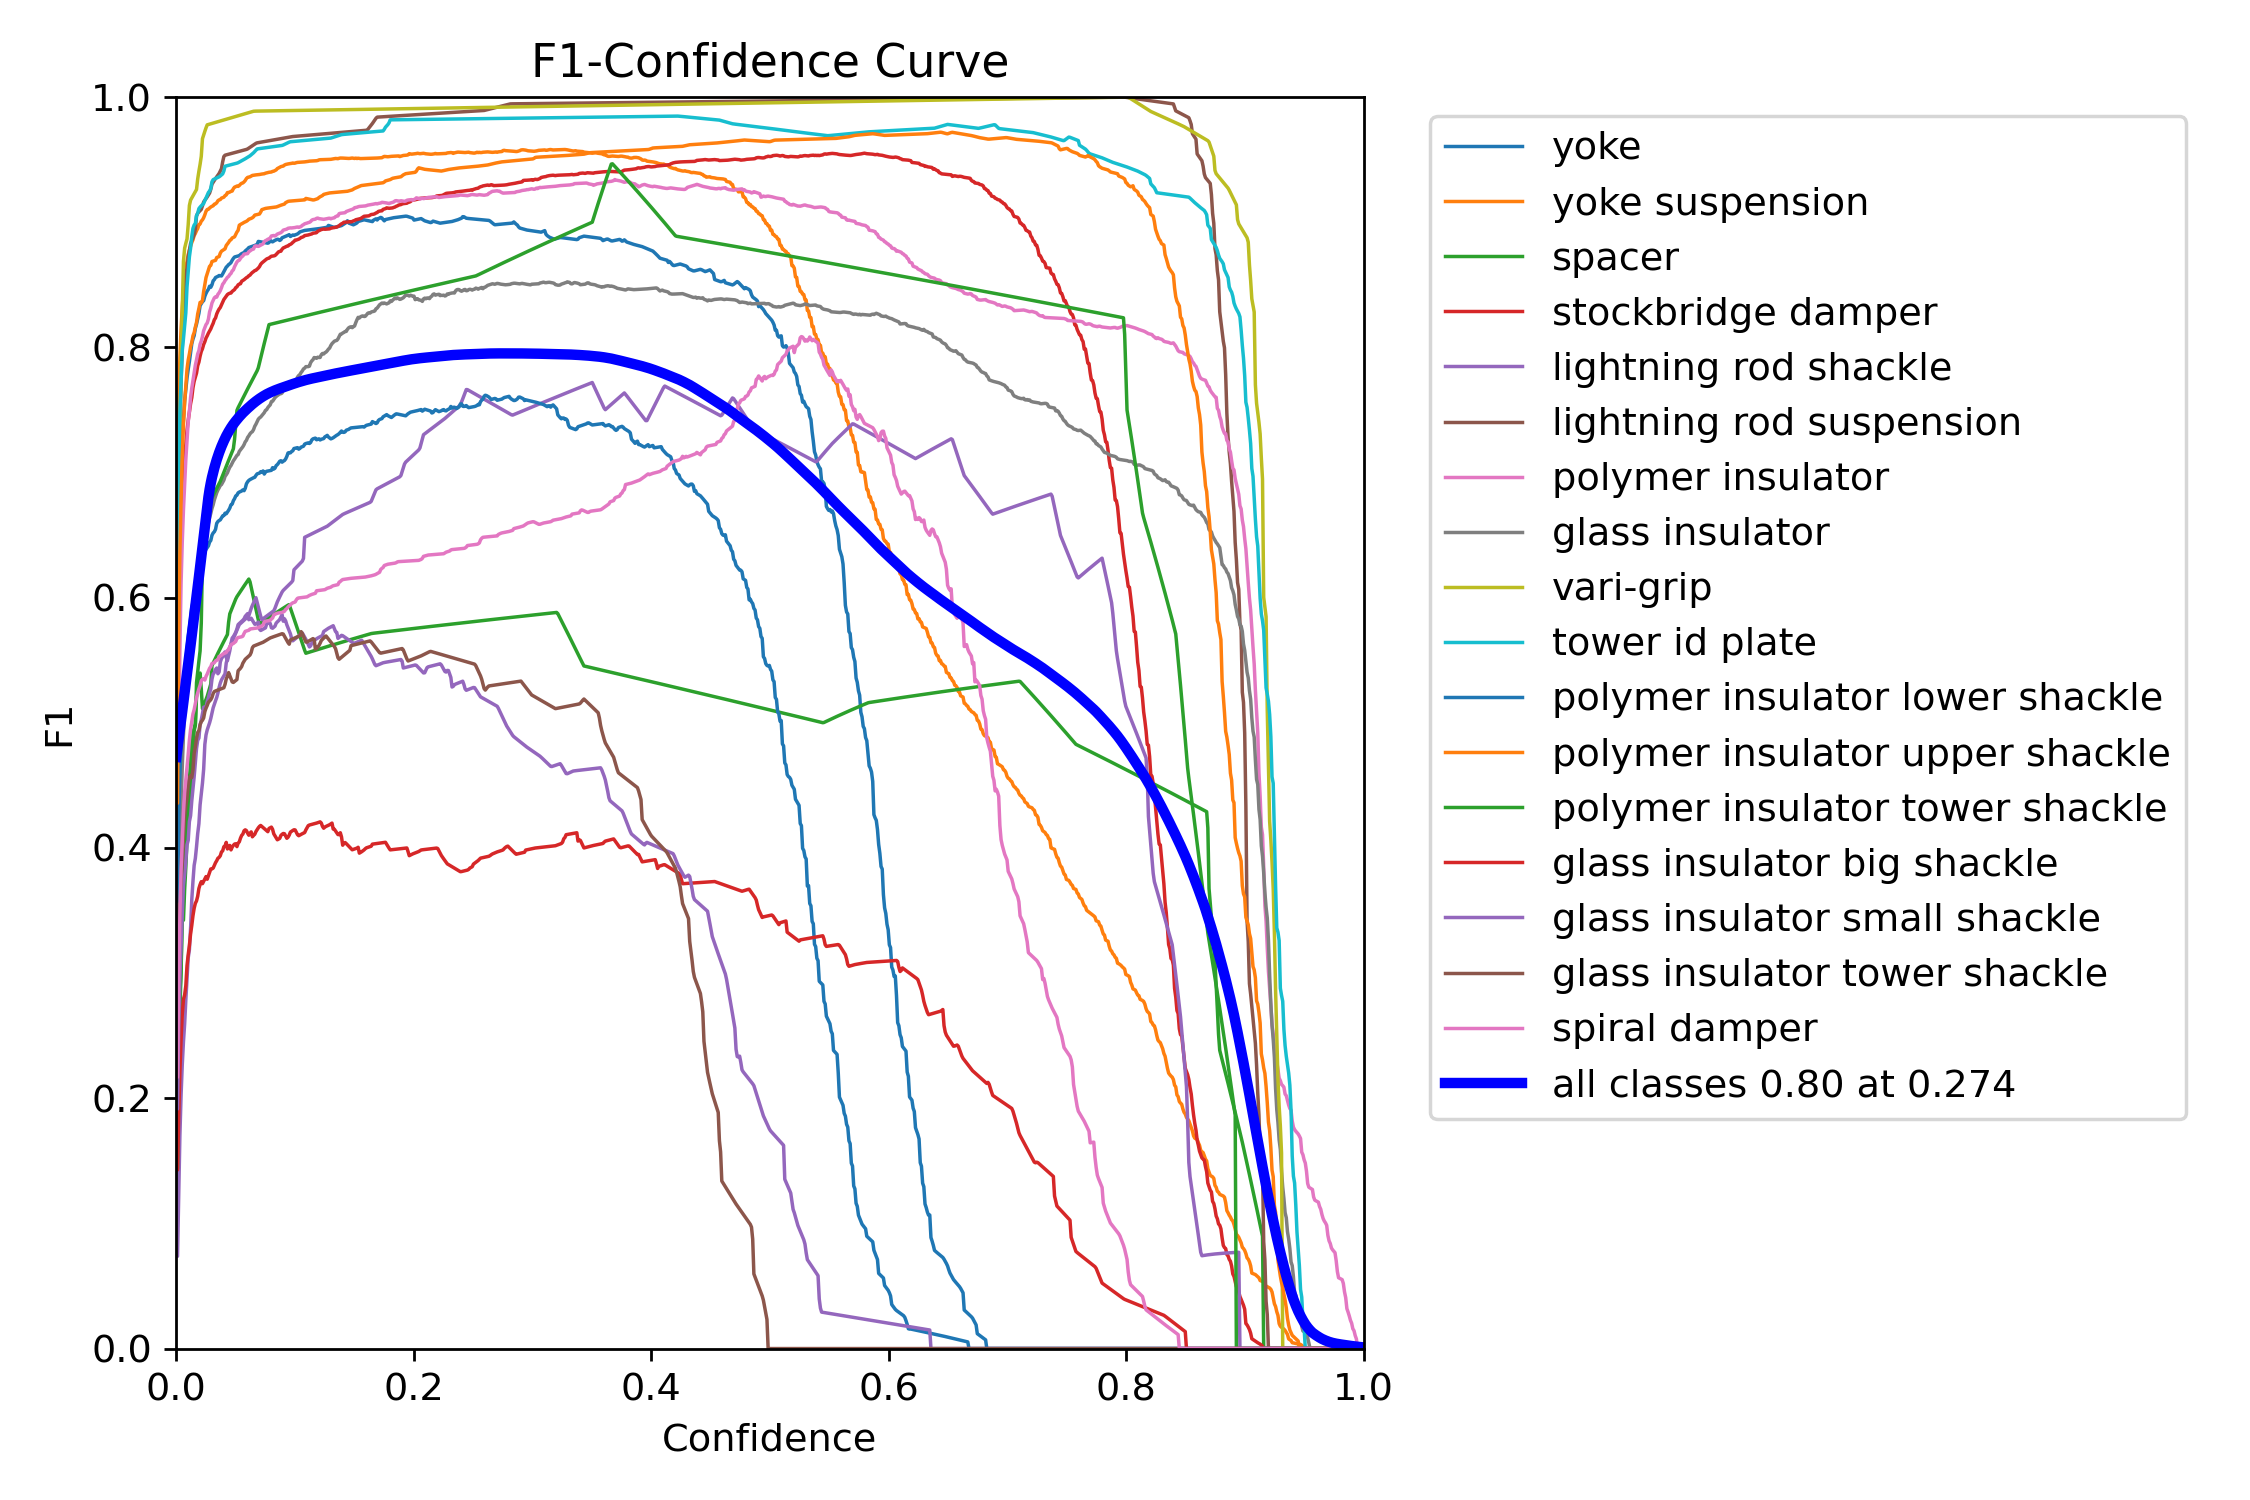 F1-Confidence Curve
1.0
0.8
0.6
0.4
0.2
0.0
F1
0.0 0.2 0.4 0.6 0.8 1.0
Confidence
yoke
yoke suspension
spacer
stockbridge damper
lightning rod shackle
lightning rod suspension
polymer insulator
glass insulator
vari-grip
tower id plate
polymer insulator lower shackle
polymer insulator upper shackle
polymer insulator tower shackle
glass insulator big shackle
glass insulator small shackle
glass insulator tower shackle
spiral damper
all classes 0.80 at 0.274